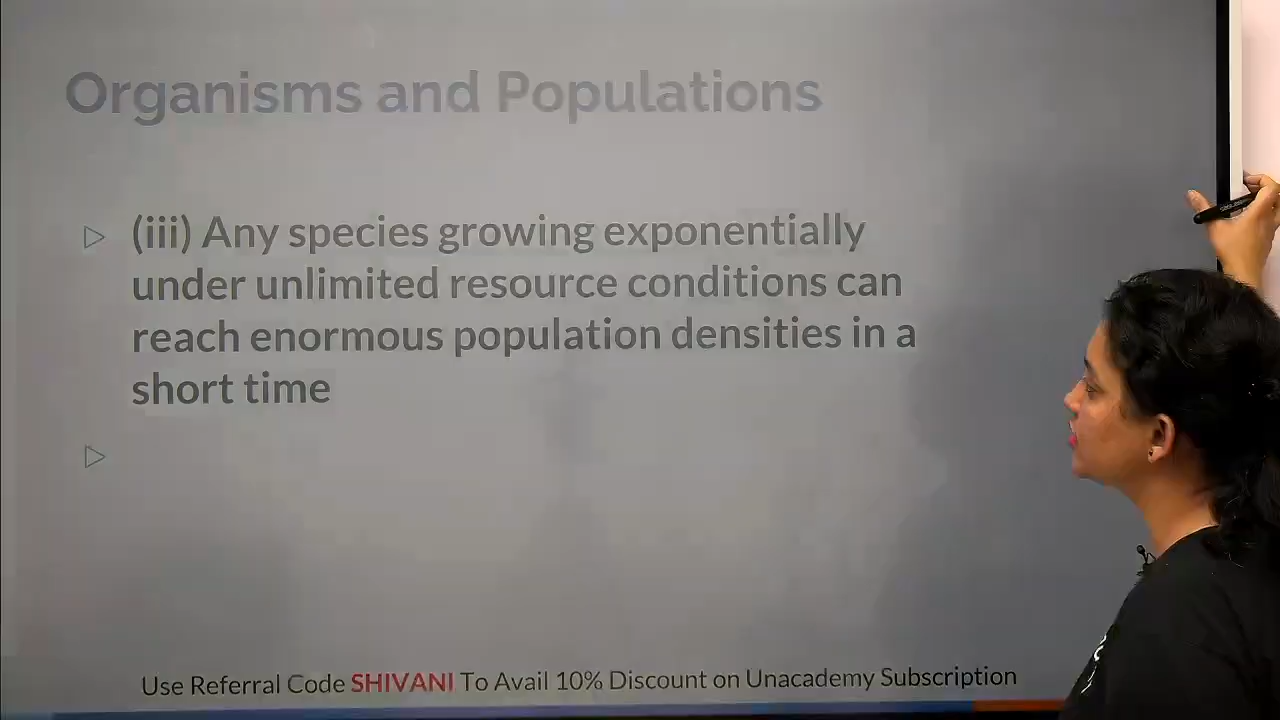 Organisms and Populations
(iii) Any species growing exponentially
under unlimited resource conditions can
reach enormous population densities in a
short time
Use Referral Code SHIVANI To Avail 10% Discount on Unacademy Subscription